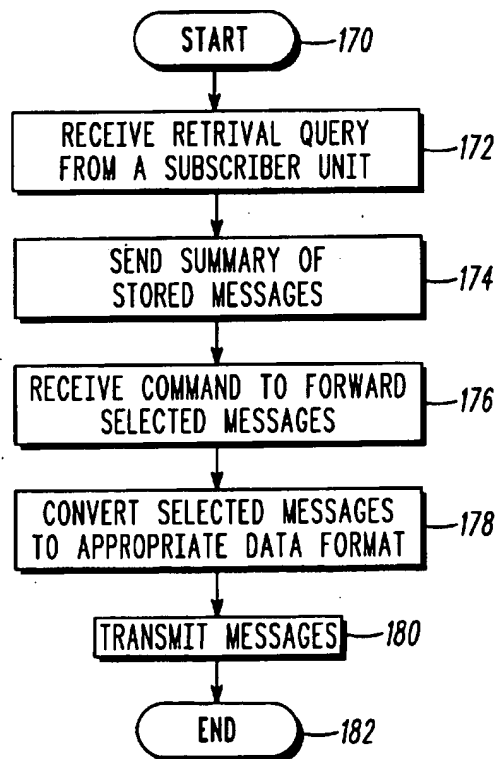 START
170
RECEIVE RETRIVAL QUERY
FROM A SUBSCRIBER UNIT
172
SEND SUMMARY OF
STORED MESSAGES
174
RECEIVE COMMAND TO FORWARD
SELECTED MESSAGES
176
CONVERT SELECTED MESSAGES
TO APPROPRIATE DATA FORMAT
178
TRANSMIT MESSAGES
180
END
182